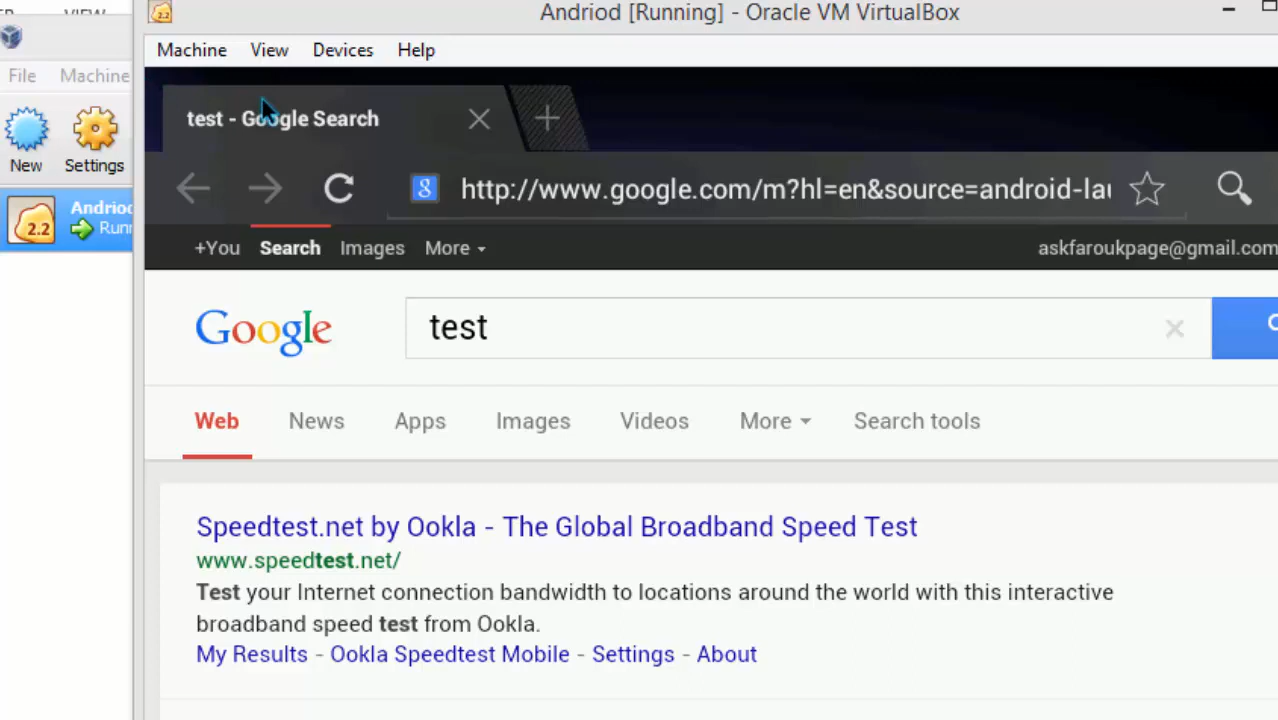 Andriod [Running] - Oracle VM VirtualBox
VIEW
Machine View Devices Help
File Machine
test - Google Search
New Settings
http://www.google.com/m?hl=en&source=android-lau
2.2
Andriod
Runn
+You Search Images More
askfaroukpage@gmail.com
Google
test
Web News Apps Images Videos More Search tools
Speedtest.net by Ookla - The Global Broadband Speed Test
www.speedtest.net/
Test your Internet connection bandwidth to locations around the world with this interactive
broadband speed test from Ookla.
My Results - Ookla Speedtest Mobile - Settings - About